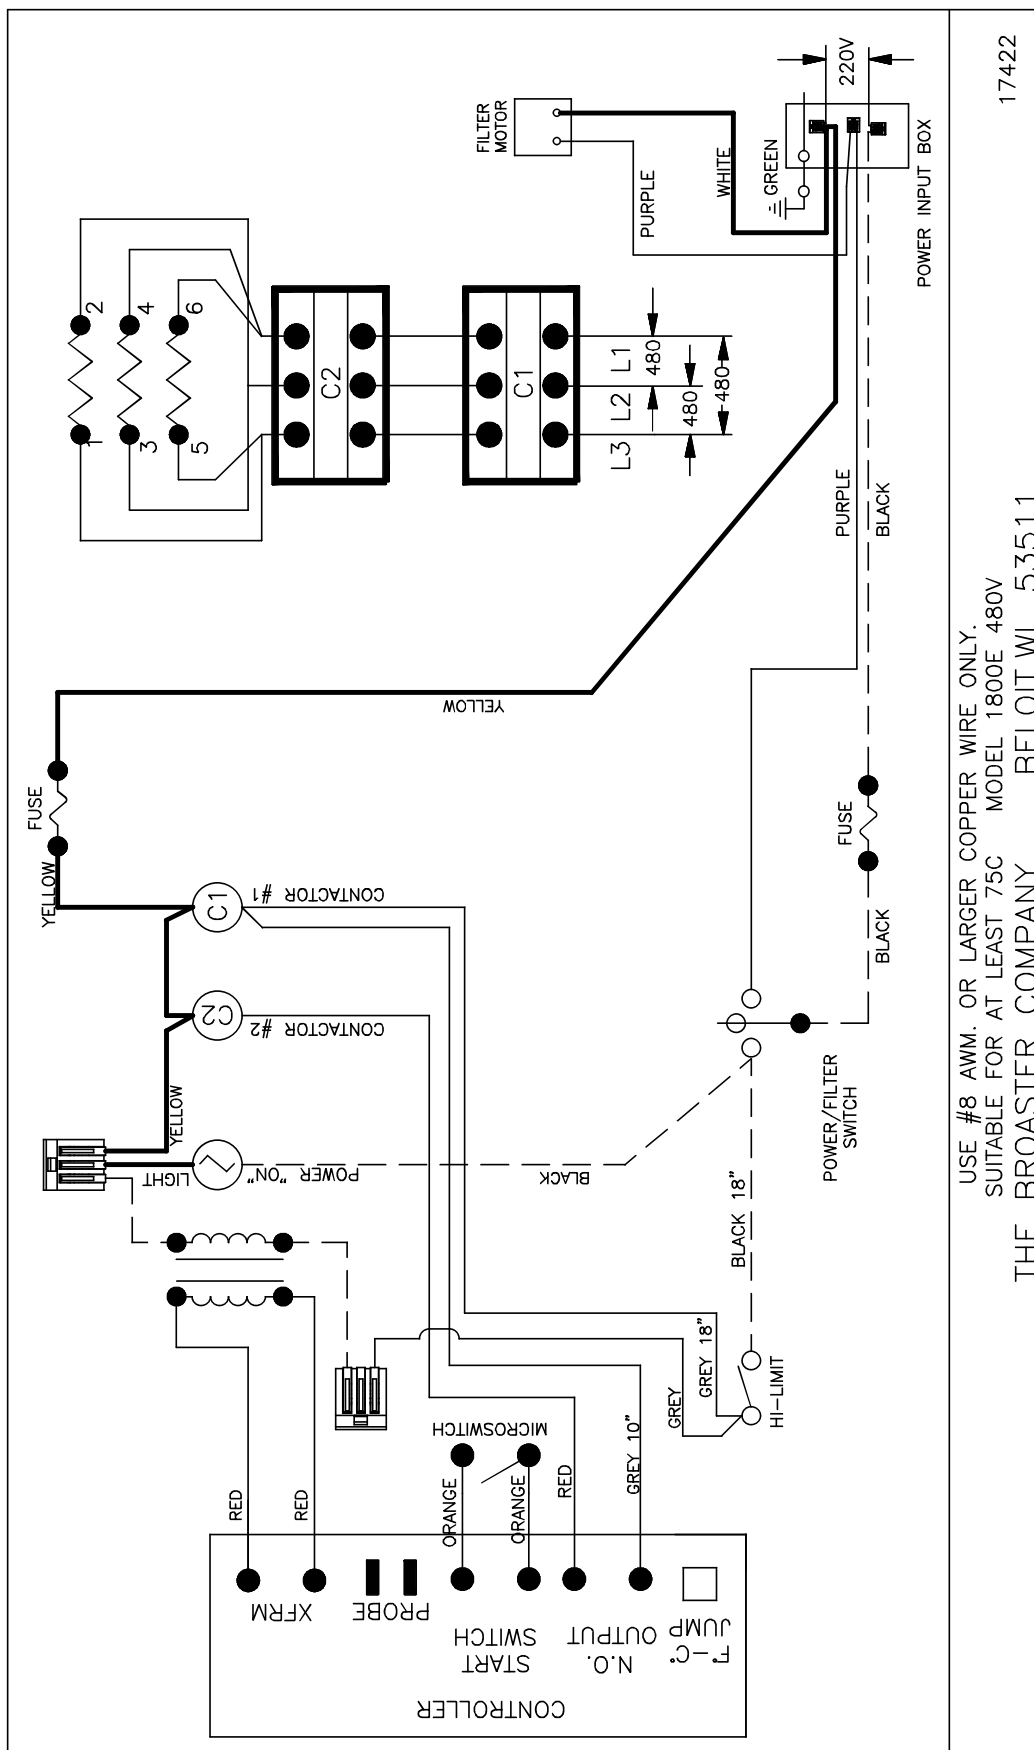 17422
220V
FILTER
MOTOR
GREEN
WHITE
PURPLE
POWER INPUT BOX
2
4
6
1
3
5
C2
C1
L1
L2
L3
480
480
480
PURPLE
BLACK
YELLOW
FUSE
YELLOW
FUSE
C1
CONTACTOR #1
C2
CONTACTOR #2
BLACK
YELLOW
LIGHT
POWER "ON"
BLACK
POWER/FILTER
SWITCH
BLACK 18"
GREY 18"
GREY
HI-LIMIT
MICROSWITCH
RED
RED
ORANGE
ORANGE
RED
GREY 10"
XFRM
PROBE
START
SWITCH
N.O.
OUTPUT
F°-C°
JUMP
CONTROLLER
USE #8 AWM. OR LARGER COPPER WIRE ONLY.
SUITABLE FOR AT LEAST 75C MODEL 1800E 480V
THE BROASTER COMPANY BELOIT WI. 53511